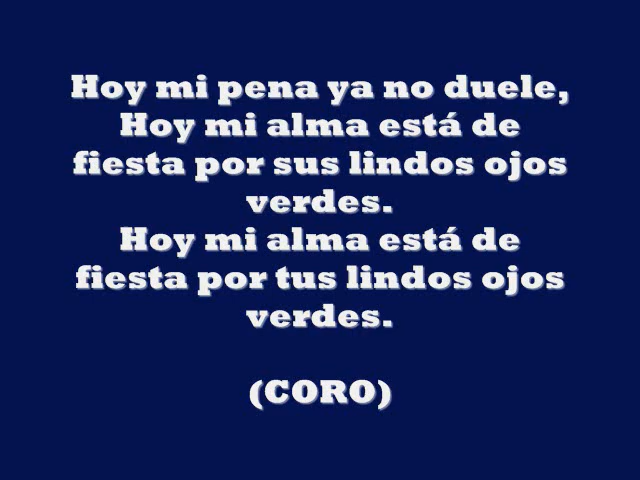 Hoy mi pena ya no duele,
Hoy mi alma está de
fiesta por sus lindos ojos
verdes.
Hoy mi alma está de
fiesta por tus lindos ojos
verdes.
(CORO)